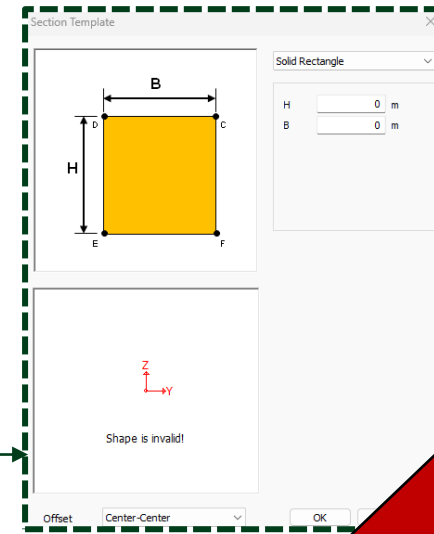 Section Template
B
Solid Rectangle
H 0 m
B 0 m
D C
H
E F
Z
Y
Shape is invalid!
Offset Center-Center OK